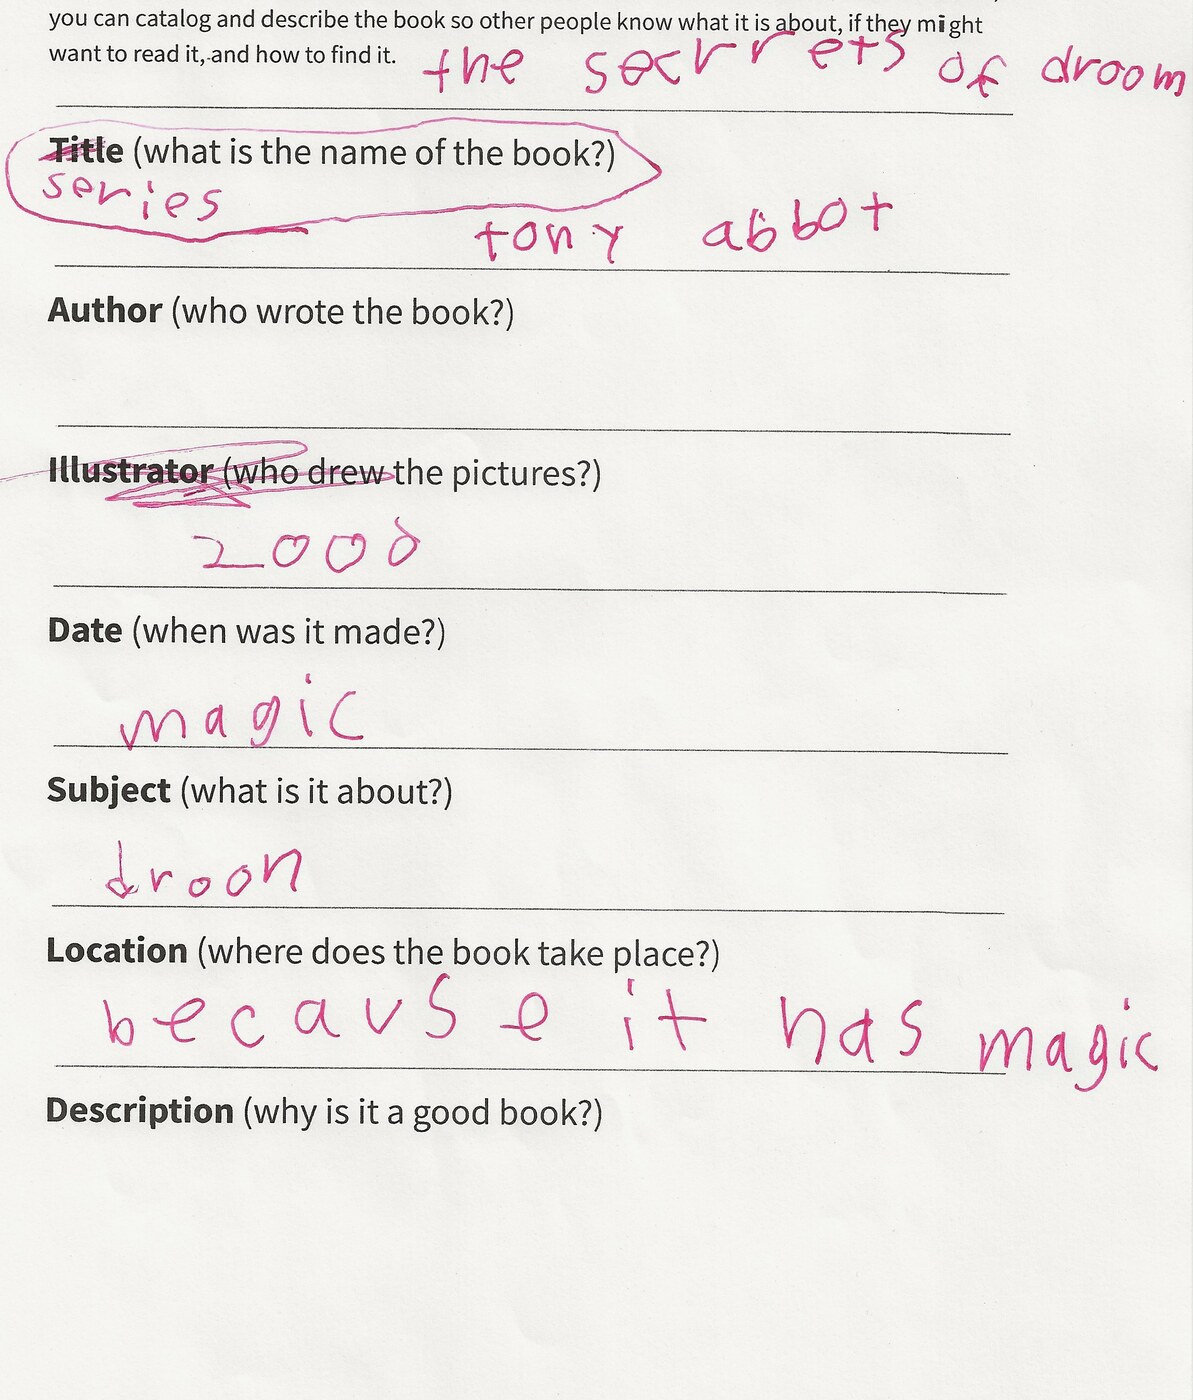 you can catalog and describe the book so other people know what it is about, if they might
want to read it, and how to find it.
the secrrets of droom
Title (what is the name of the book?)
series
tony abbot
Author (who wrote the book?)
Illustrator (who drew the pictures?)
2000
Date (when was it made?)
magic
Subject (what is it about?)
droon
Location (where does the book take place?)
because it has magic
Description (why is it a good book?)